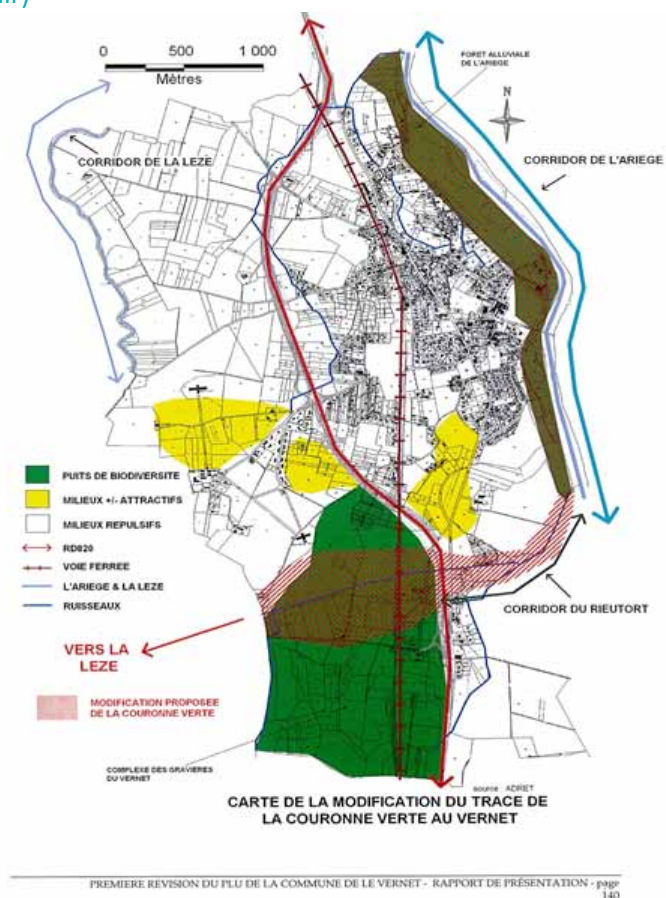 0 500 1 000
Mètres
FORET ALLUVIALE
DE L'ARIEGE
N
CORRIDOR DE LA LEZE
CORRIDOR DE L'ARIEGE
PUITS DE BIODIVERSITE
MILIEUX +/- ATTRACTIFS
MILIEUX REPULSIFS
RD820
VOIE FERREE
L'ARIEGE & LA LEZE
RUISSEAUX
CORRIDOR DU RIEUTORT
VERS LA
LEZE
MODIFICATION PROPOSEE
DE LA COURONNE VERTE
COMPLEXE DES GRAVIERES
DU VERNET
source ADRET
CARTE DE LA MODIFICATION DU TRACE DE
LA COURONNE VERTE AU VERNET
PREMIERE REVISION DU PLU DE LA COMMUNE DE LE VERNET - RAPPORT DE PRÉSENTATION - page
140